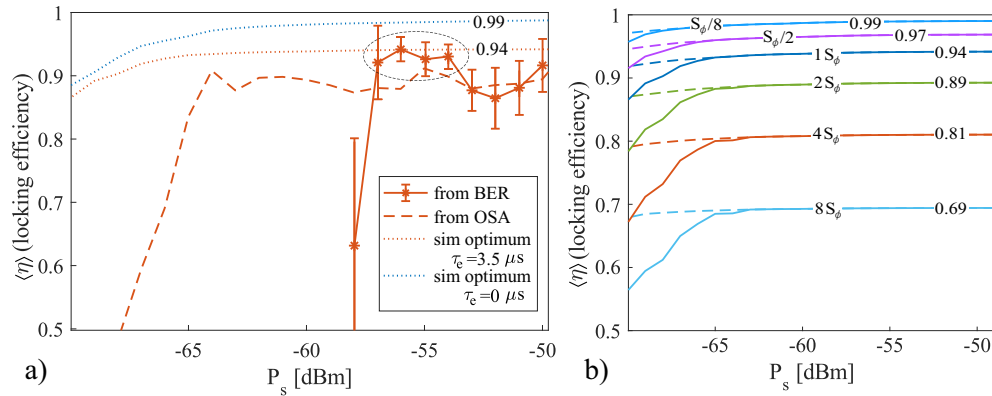 1
0.9
0.8
0.7
0.6
0.5
⟨η⟩ (locking efficiency)
0.99
0.94
from BER
from OSA
sim optimum
τe=3.5 μs
sim optimum
τe=0 μs
-65
-60
-55
-50
Ps [dBm]
a)
1
0.9
0.8
0.7
0.6
0.5
⟨η⟩ (locking efficiency)
Sϕ/8 0.99
Sϕ/2 0.97
1Sϕ 0.94
2Sϕ 0.89
4Sϕ 0.81
8Sϕ 0.69
-65
-60
-55
-50
Ps [dBm]
b)